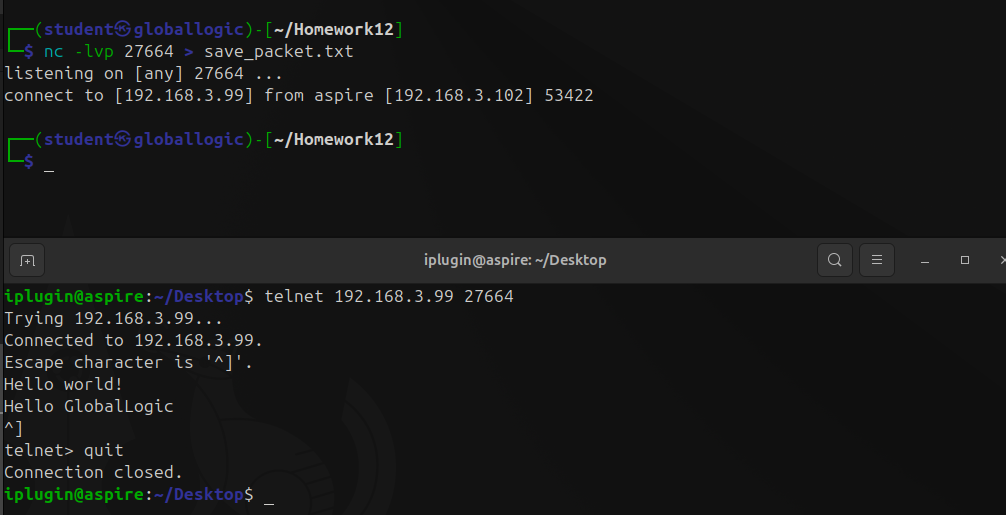 ┌──(student㉿globallogic)-[~/Homework12]
└─$ nc -lvp 27664 > save_packet.txt
listening on [any] 27664 ...
connect to [192.168.3.99] from aspire [192.168.3.102] 53422
┌──(student㉿globallogic)-[~/Homework12]
└─$ _
iplugin@aspire: ~/Desktop
iplugin@aspire:~/Desktop$ telnet 192.168.3.99 27664
Trying 192.168.3.99...
Connected to 192.168.3.99.
Escape character is '^]'.
Hello world!
Hello GlobalLogic
^]
telnet> quit
Connection closed.
iplugin@aspire:~/Desktop$ _